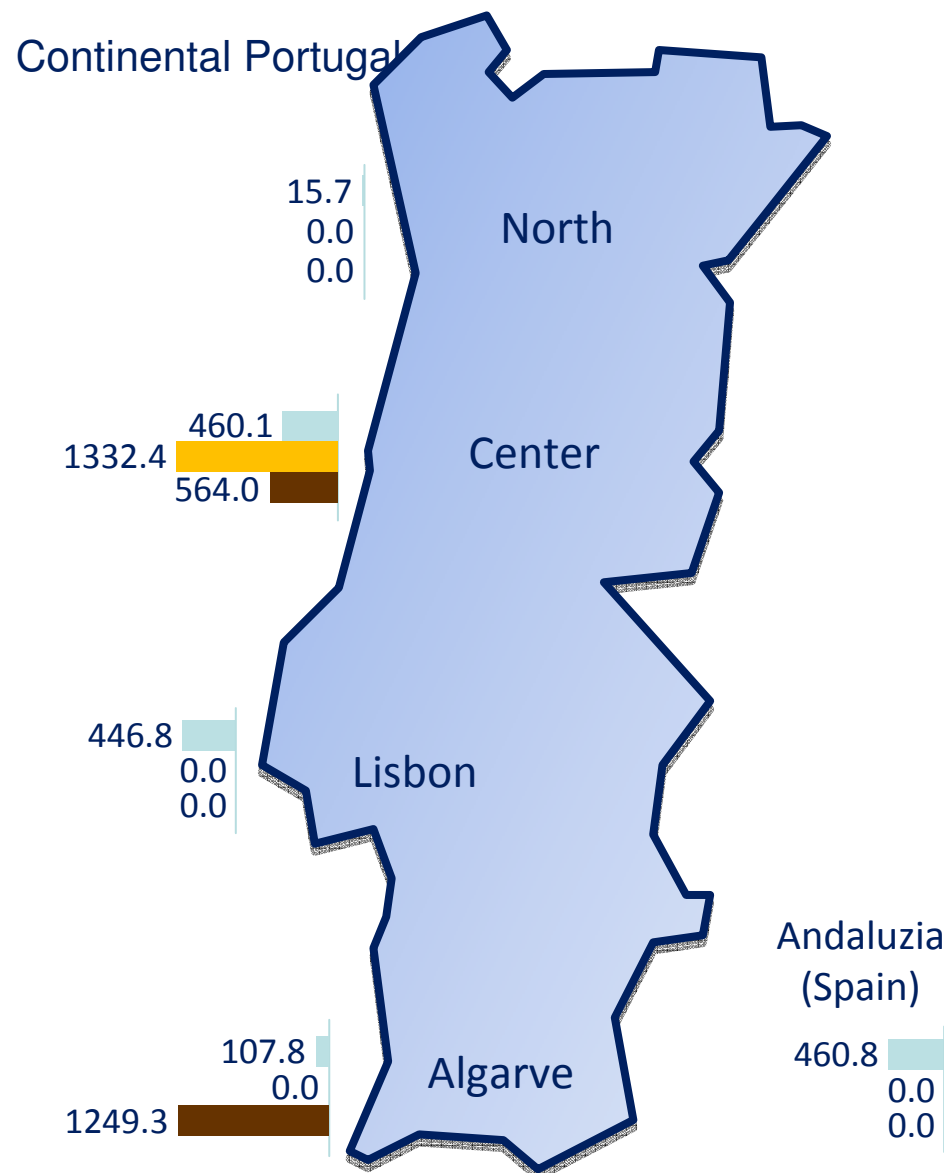 Continental Portugal
15.7
0.0
0.0
North
460.1
1332.4
564.0
Center
446.8
0.0
0.0
Lisbon
Andaluzia
(Spain)
460.8
0.0
0.0
107.8
0.0
1249.3
Algarve